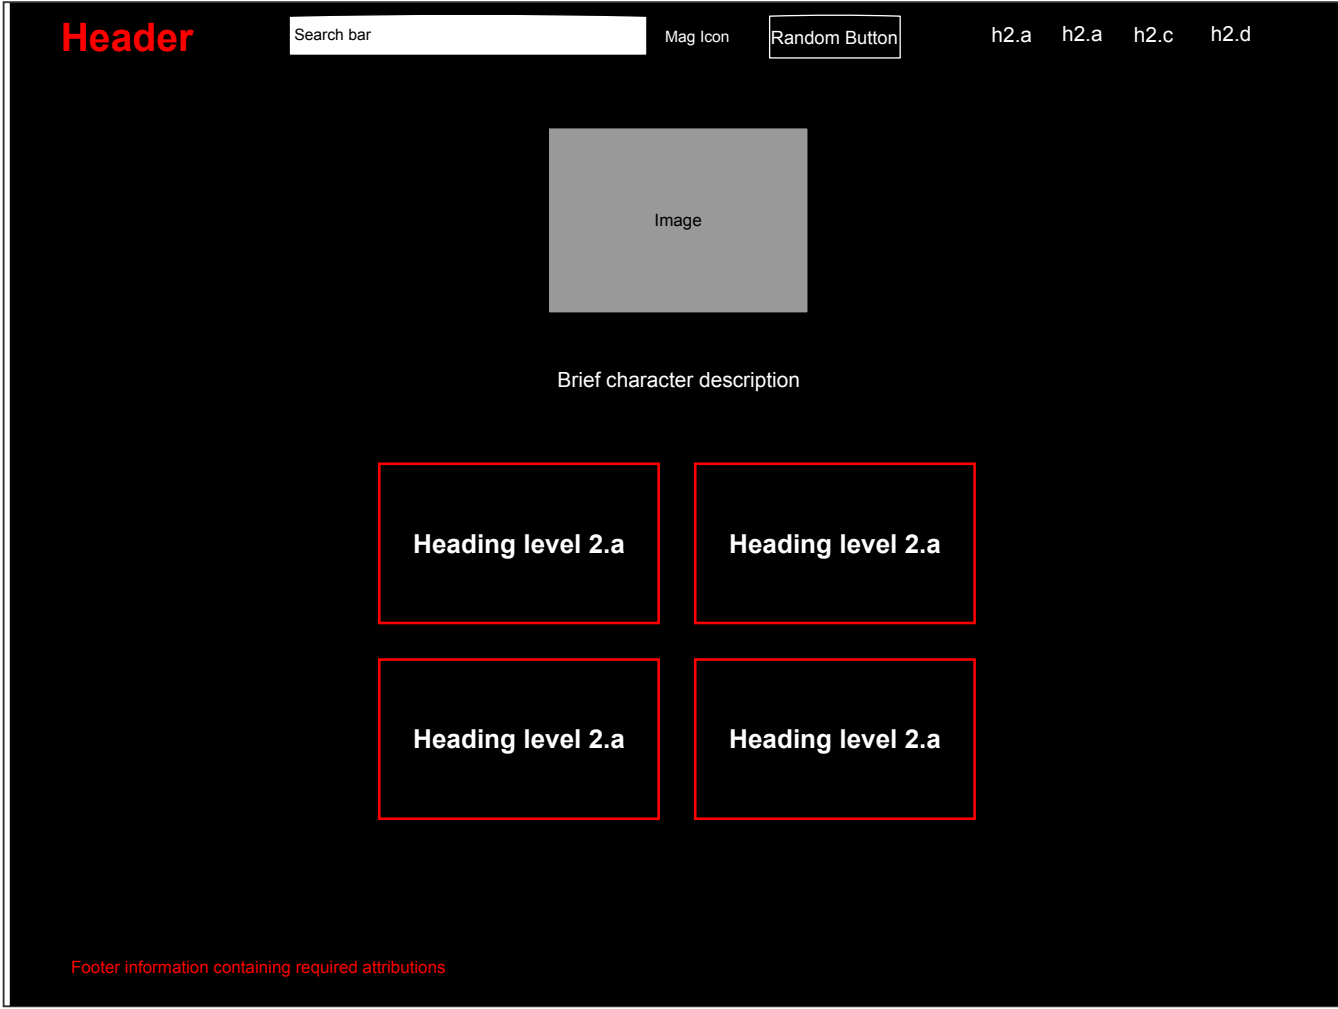 Header
Search bar
Mag Icon
Random Button
h2.a
h2.a
h2.c
h2.d
Image
Brief character description
Heading level 2.a
Heading level 2.a
Heading level 2.a
Heading level 2.a
Footer information containing required attributions